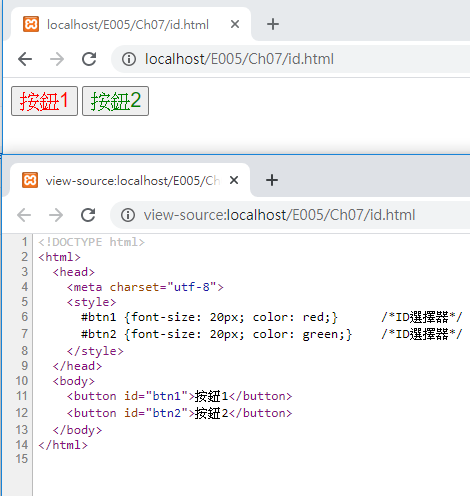 localhost/E005/Ch07/id.html
localhost/E005/Ch07/id.html
按鈕1 按鈕2
view-source:localhost/E005/Ch
view-source:localhost/E005/Ch07/id.html
1 <!DOCTYPE html>
2 <html>
3   <head>
4     <meta charset="utf-8">
5     <style>
6       #btn1 {font-size: 20px; color: red;}      /*ID選擇器*/
7       #btn2 {font-size: 20px; color: green;}    /*ID選擇器*/
8     </style>
9   </head>
10   <body>
11     <button id="btn1">按鈕1</button>
12     <button id="btn2">按鈕2</button>
13   </body>
14 </html>
15